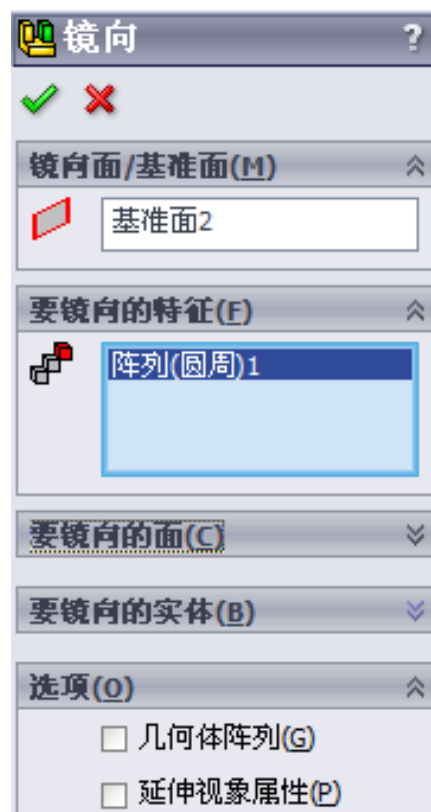 镜向 ?
镜向面/基准面(M)
基准面2
要镜向的特征(F)
阵列(圆周)1
要镜向的面(C)
要镜向的实体(B)
选项(O)
几何体阵列(G)
延伸视象属性(P)